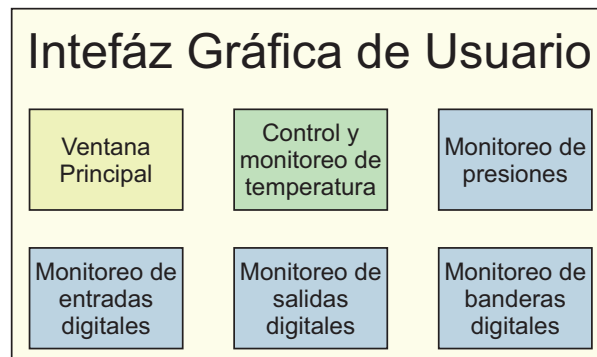 Intefáz Gráfica de Usuario
Ventana
Principal
Control y
monitoreo de
temperatura
Monitoreo de
presiones
Monitoreo de
entradas
digitales
Monitoreo de
salidas
digitales
Monitoreo de
banderas
digitales